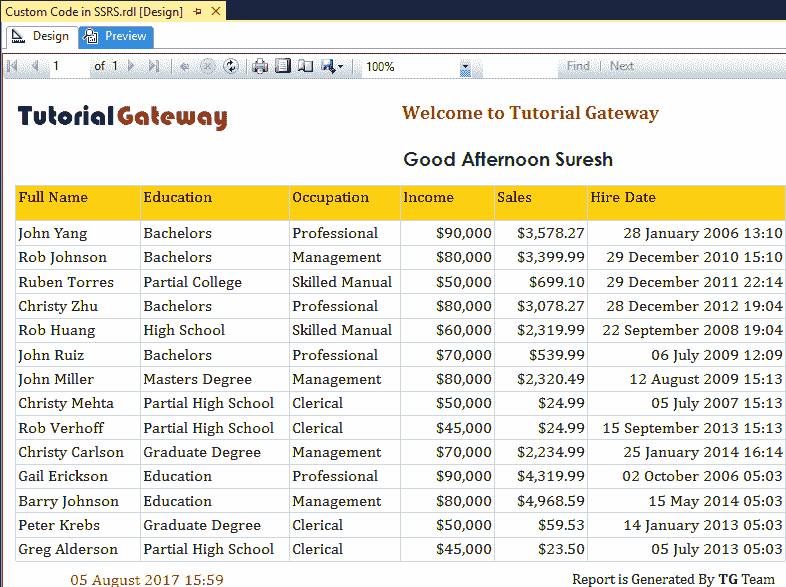 Custom Code in SSRS.rdl [Design]
Design Preview
1 of 1 100% Find | Next
TutorialGateway Welcome to Tutorial Gateway
Good Afternoon Suresh
Full Name Education Occupation Income Sales Hire Date
John Yang Bachelors Professional $90,000 $3,578.27 28 January 2006 13:10
Rob Johnson Bachelors Management $80,000 $3,399.99 29 December 2010 15:10
Ruben Torres Partial College Skilled Manual $50,000 $699.10 29 December 2011 22:14
Christy Zhu Bachelors Professional $80,000 $3,078.27 28 December 2012 19:04
Rob Huang High School Skilled Manual $60,000 $2,319.99 22 September 2008 19:04
John Ruiz Bachelors Professional $70,000 $539.99 06 July 2009 12:09
John Miller Masters Degree Management $80,000 $2,320.49 12 August 2009 15:13
Christy Mehta Partial High School Clerical $50,000 $24.99 05 July 2007 15:13
Rob Verhoff Partial High School Clerical $45,000 $24.99 15 September 2013 15:13
Christy Carlson Graduate Degree Management $70,000 $2,234.99 25 January 2014 16:14
Gail Erickson Education Professional $90,000 $4,319.99 02 October 2006 05:03
Barry Johnson Education Management $80,000 $4,968.59 15 May 2014 05:03
Peter Krebs Graduate Degree Clerical $50,000 $59.53 14 January 2013 05:03
Greg Alderson Partial High School Clerical $45,000 $23.50 05 July 2013 05:03
05 August 2017 15:59 Report is Generated By TG Team